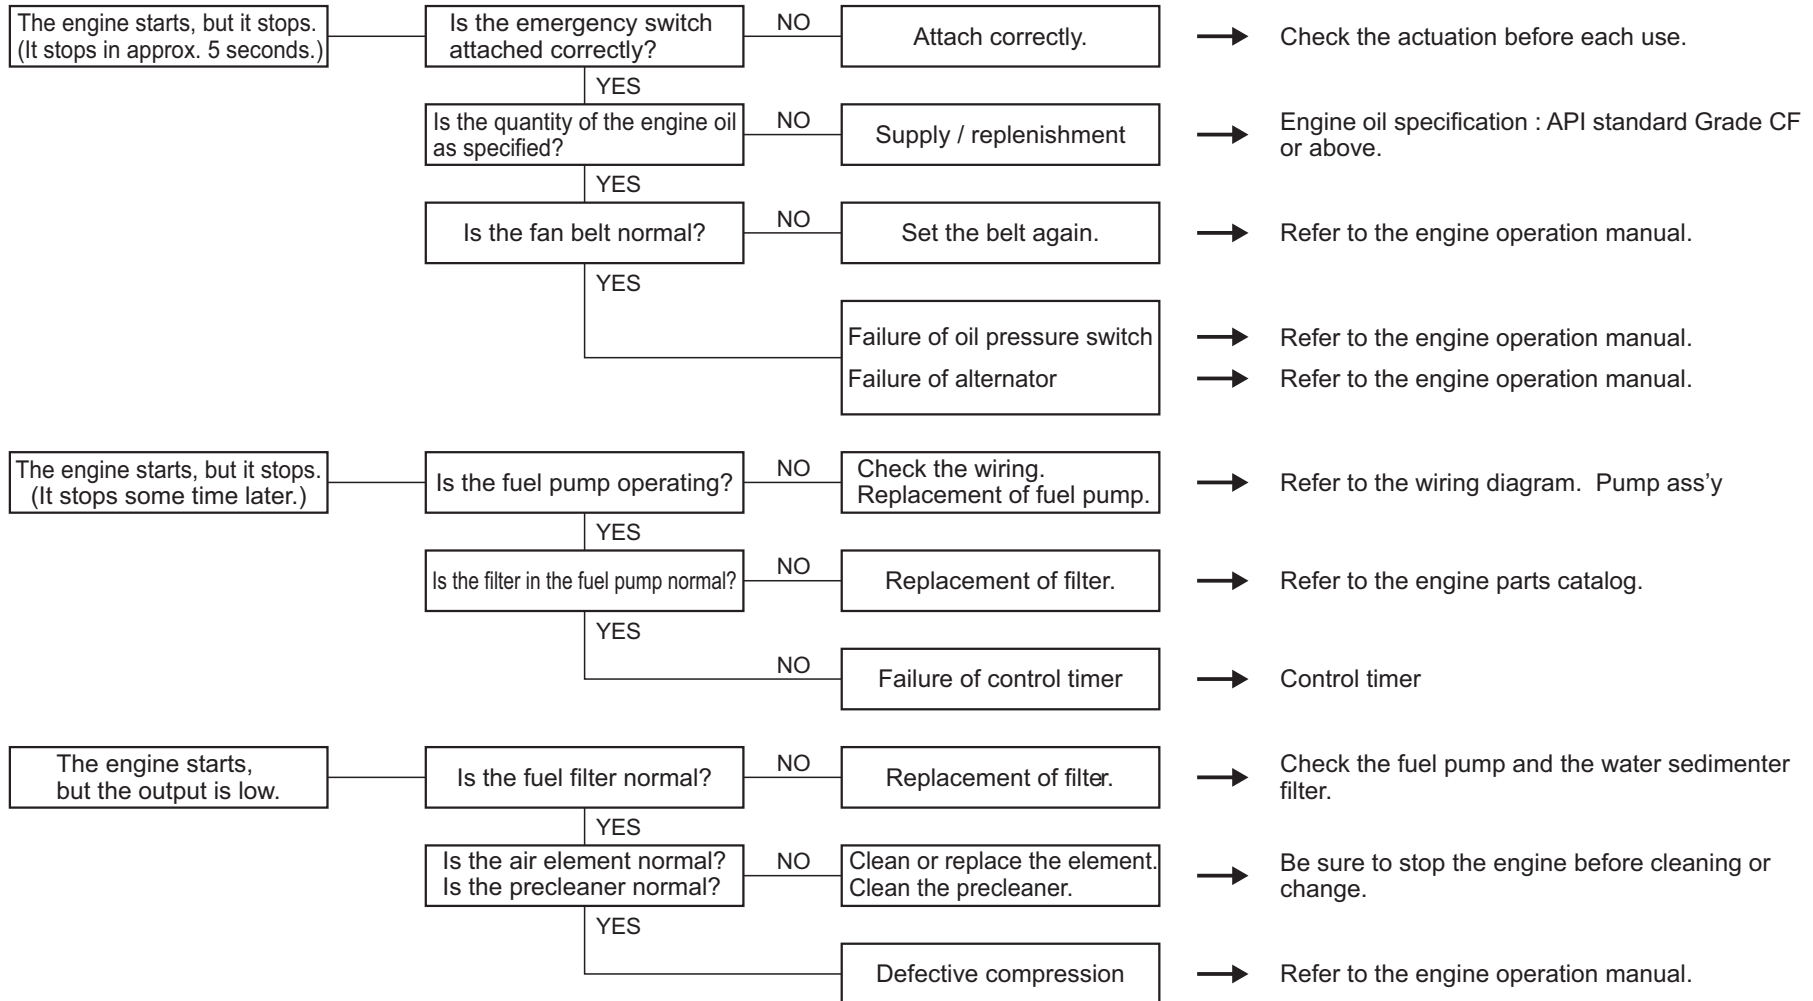 The engine starts, but it stops.
(It stops in approx. 5 seconds.)
Is the emergency switch
attached correctly?
NO
Attach correctly.
Check the actuation before each use.
YES
Is the quantity of the engine oil
as specified?
NO
Supply / replenishment
Engine oil specification : API standard Grade CF
or above.
YES
Is the fan belt normal?
NO
Set the belt again.
Refer to the engine operation manual.
YES
Failure of oil pressure switch
Refer to the engine operation manual.
Failure of alternator
Refer to the engine operation manual.
The engine starts, but it stops.
(It stops some time later.)
Is the fuel pump operating?
NO
Check the wiring.
Replacement of fuel pump.
Refer to the wiring diagram.  Pump ass’y
YES
Is the filter in the fuel pump normal?
NO
Replacement of filter.
Refer to the engine parts catalog.
YES
NO
Failure of control timer
Control timer
The engine starts,
but the output is low.
Is the fuel filter normal?
NO
Replacement of filter.
Check the fuel pump and the water sedimenter
filter.
YES
Is the air element normal?
Is the precleaner normal?
NO
Clean or replace the element.
Clean the precleaner.
Be sure to stop the engine before cleaning or
change.
YES
Defective compression
Refer to the engine operation manual.